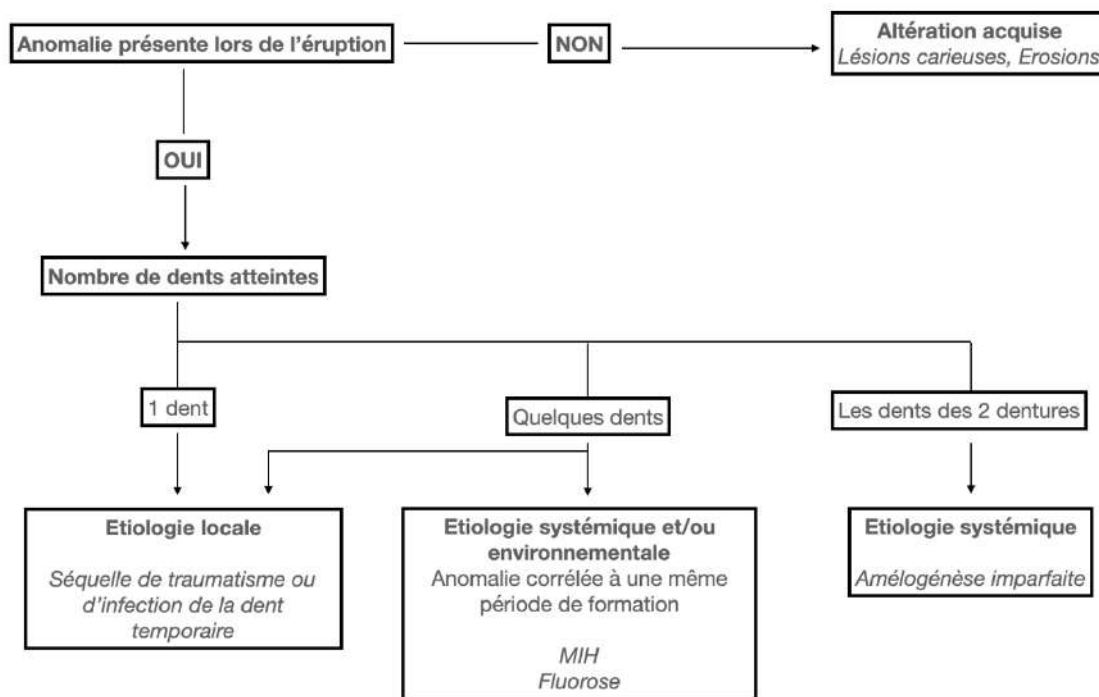 Anomalie présente lors de l'éruption
NON
Altération acquise
Lésions carieuses, Erosions
OUI
Nombre de dents atteintes
1 dent
Quelques dents
Les dents des 2 dentures
Etiologie locale
Séquelle de traumatisme ou
d'infection de la dent
temporaire
Etiologie systémique et/ou
environnementale
Anomalie corrélée à une même
période de formation
MIH
Fluorose
Etiologie systémique
Amélogénèse imparfaite